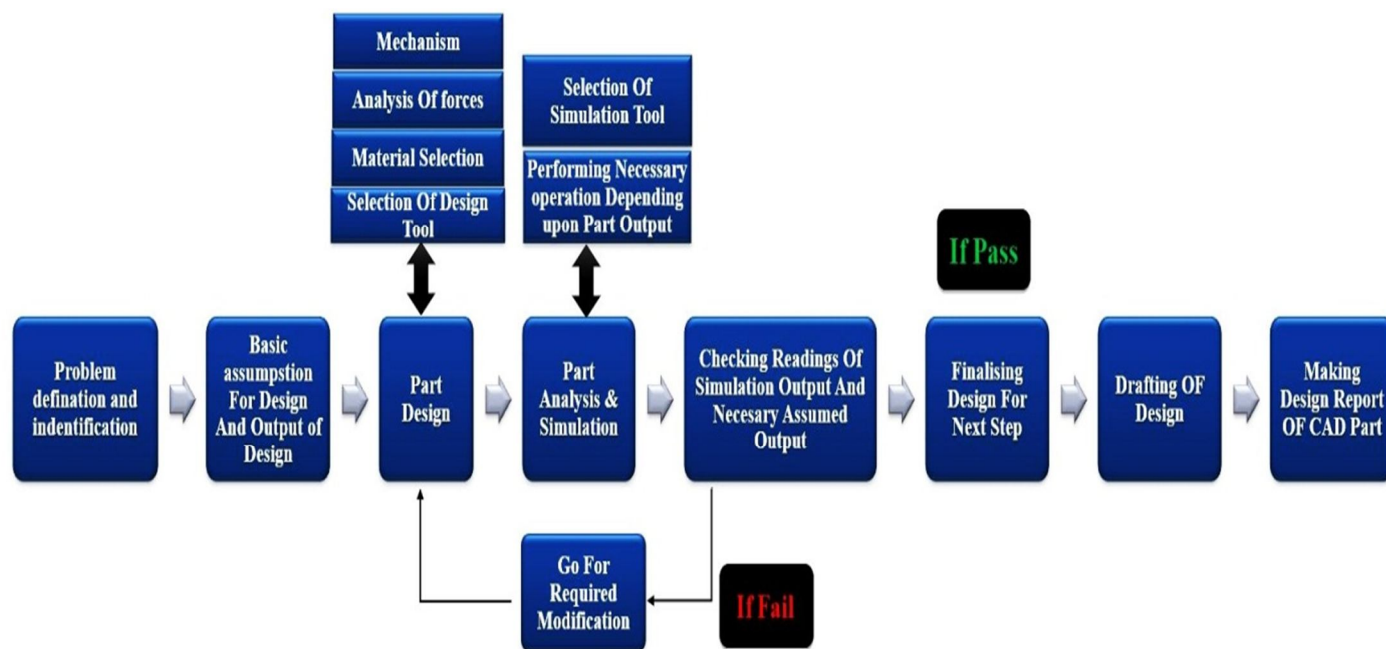 Mechanism
Analysis Of forces
Material Selection
Selection Of Design
Tool
Selection Of
Simulation Tool
Performing Necessary
operation Depending
upon Part Output
If Pass
Problem
defination and
indentification
Basic
assumpstion
For Design
And Output of
Design
Part
Design
Part
Analysis &
Simulation
Checking Readings Of
Simulation Output And
Necesary Assumed
Output
Finalising
Design For
Next Step
Drafting OF
Design
Making
Design Report
OF CAD Part
Go For
Required
Modification
If Fail